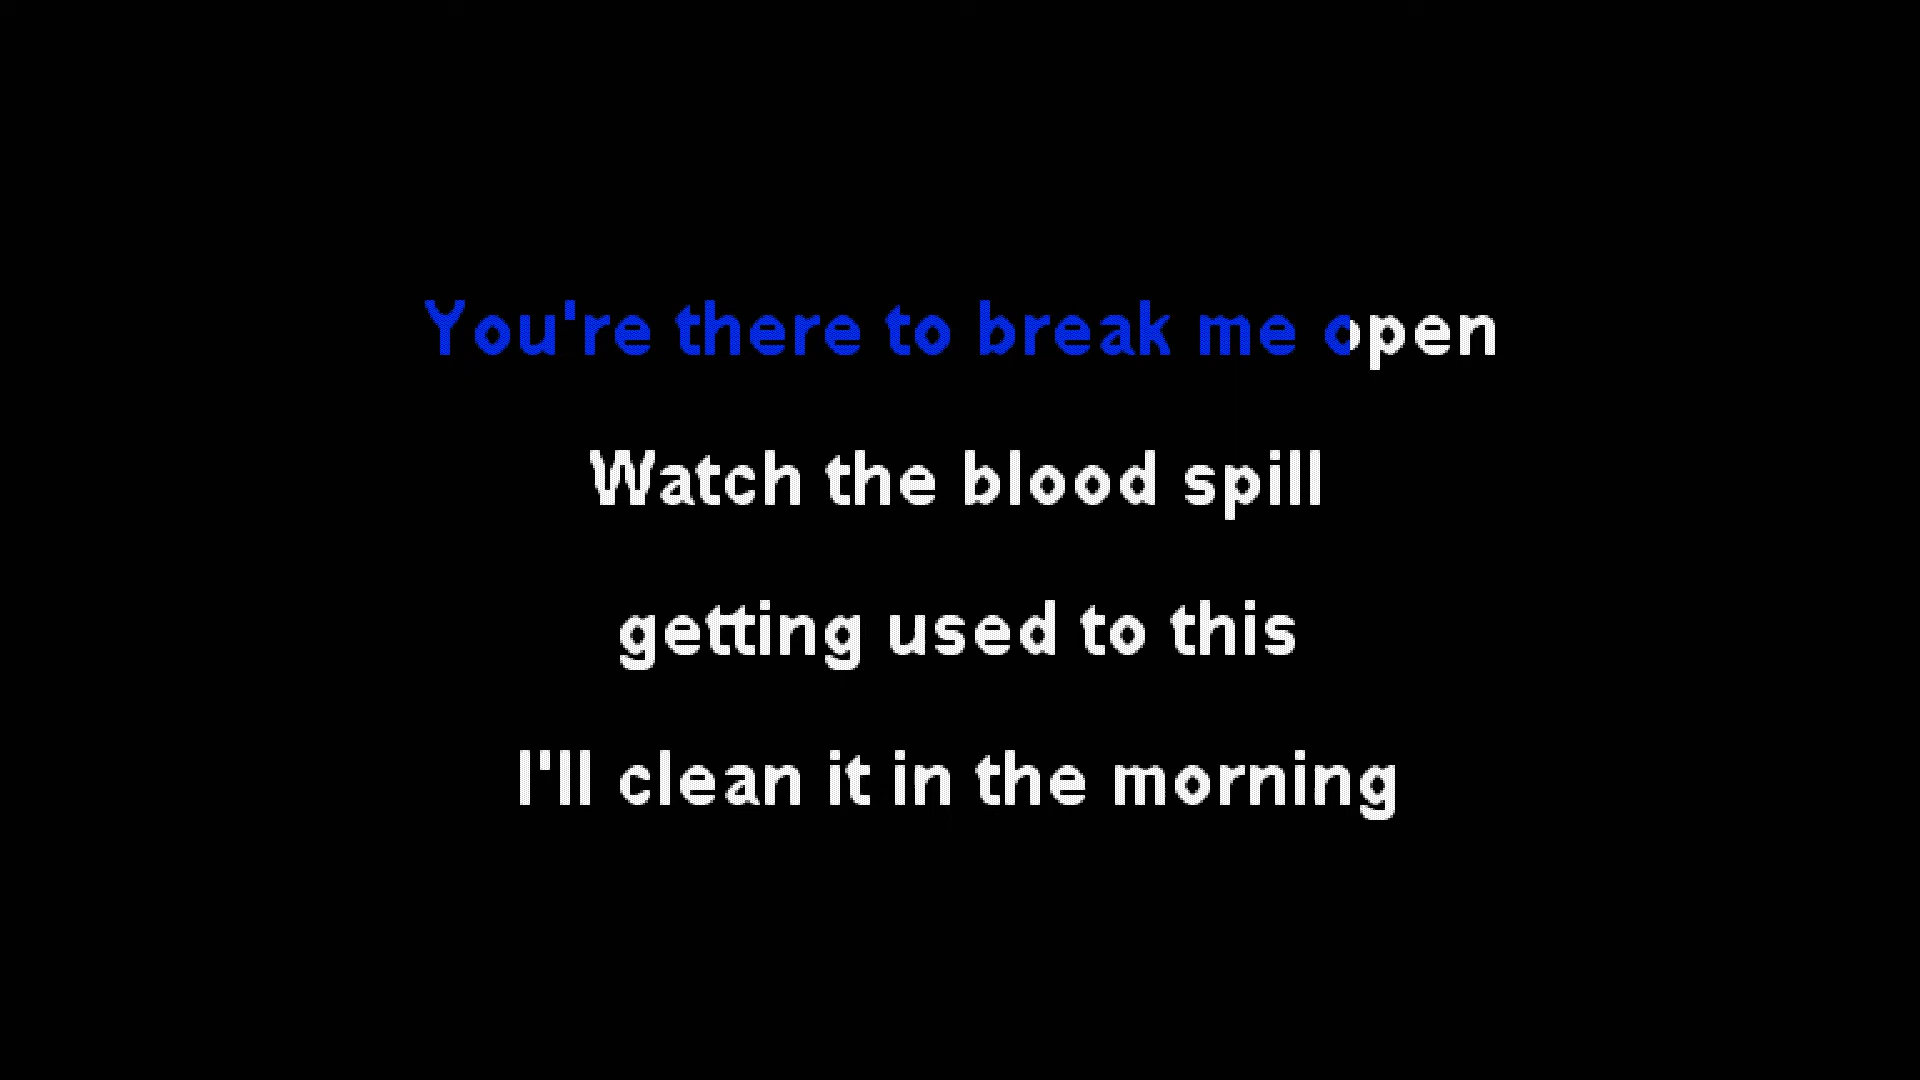 You're there to break me open
Watch the blood spill
getting used to this
I'll clean it in the morning